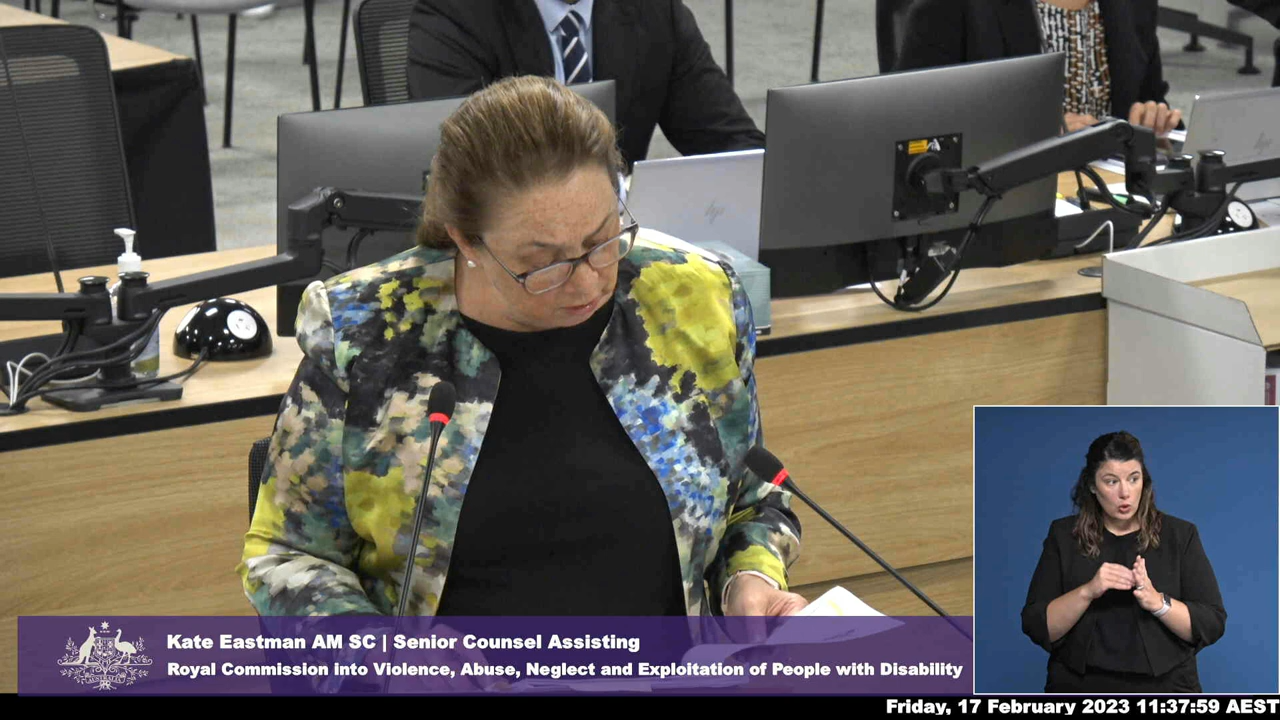 Kate Eastman AM SC | Senior Counsel Assisting
Royal Commission into Violence, Abuse, Neglect and Exploitation of People with Disability
Friday, 17 February 2023 11:37:59 AEST
hp